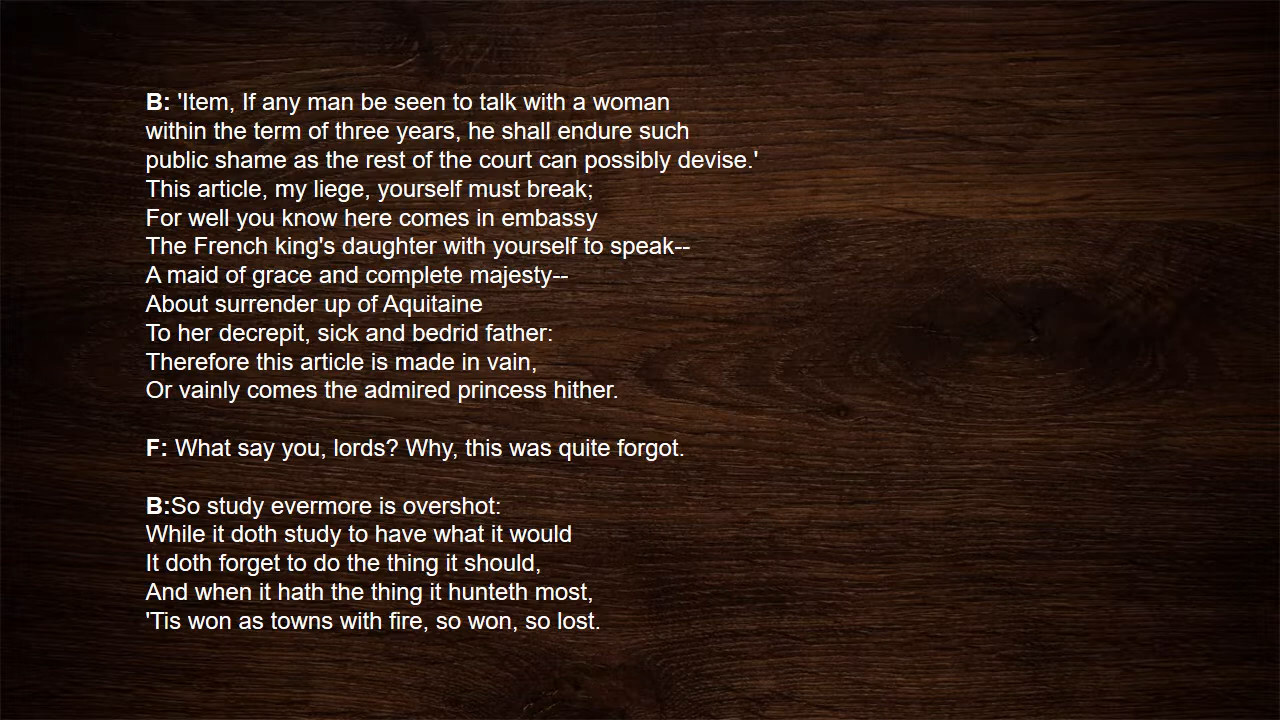 B: 'Item, If any man be seen to talk with a woman
within the term of three years, he shall endure such
public shame as the rest of the court can possibly devise.'
This article, my liege, yourself must break;
For well you know here comes in embassy
The French king's daughter with yourself to speak--
A maid of grace and complete majesty--
About surrender up of Aquitaine
To her decrepit, sick and bedrid father:
Therefore this article is made in vain,
Or vainly comes the admired princess hither.
F: What say you, lords? Why, this was quite forgot.
B:So study evermore is overshot:
While it doth study to have what it would
It doth forget to do the thing it should,
And when it hath the thing it hunteth most,
'Tis won as towns with fire, so won, so lost.